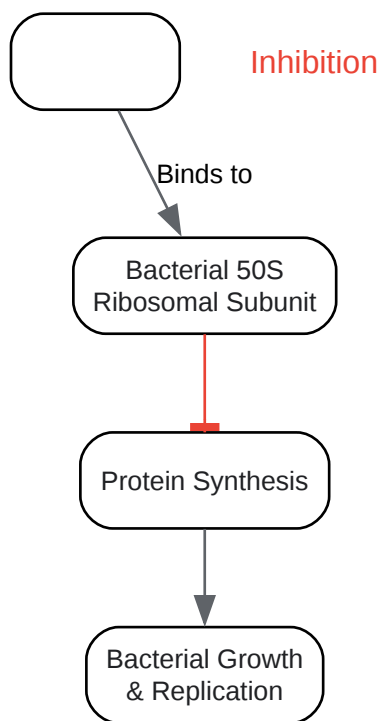 Inhibition
Binds to
Bacterial 50S
Ribosomal Subunit
Protein Synthesis
Bacterial Growth
& Replication